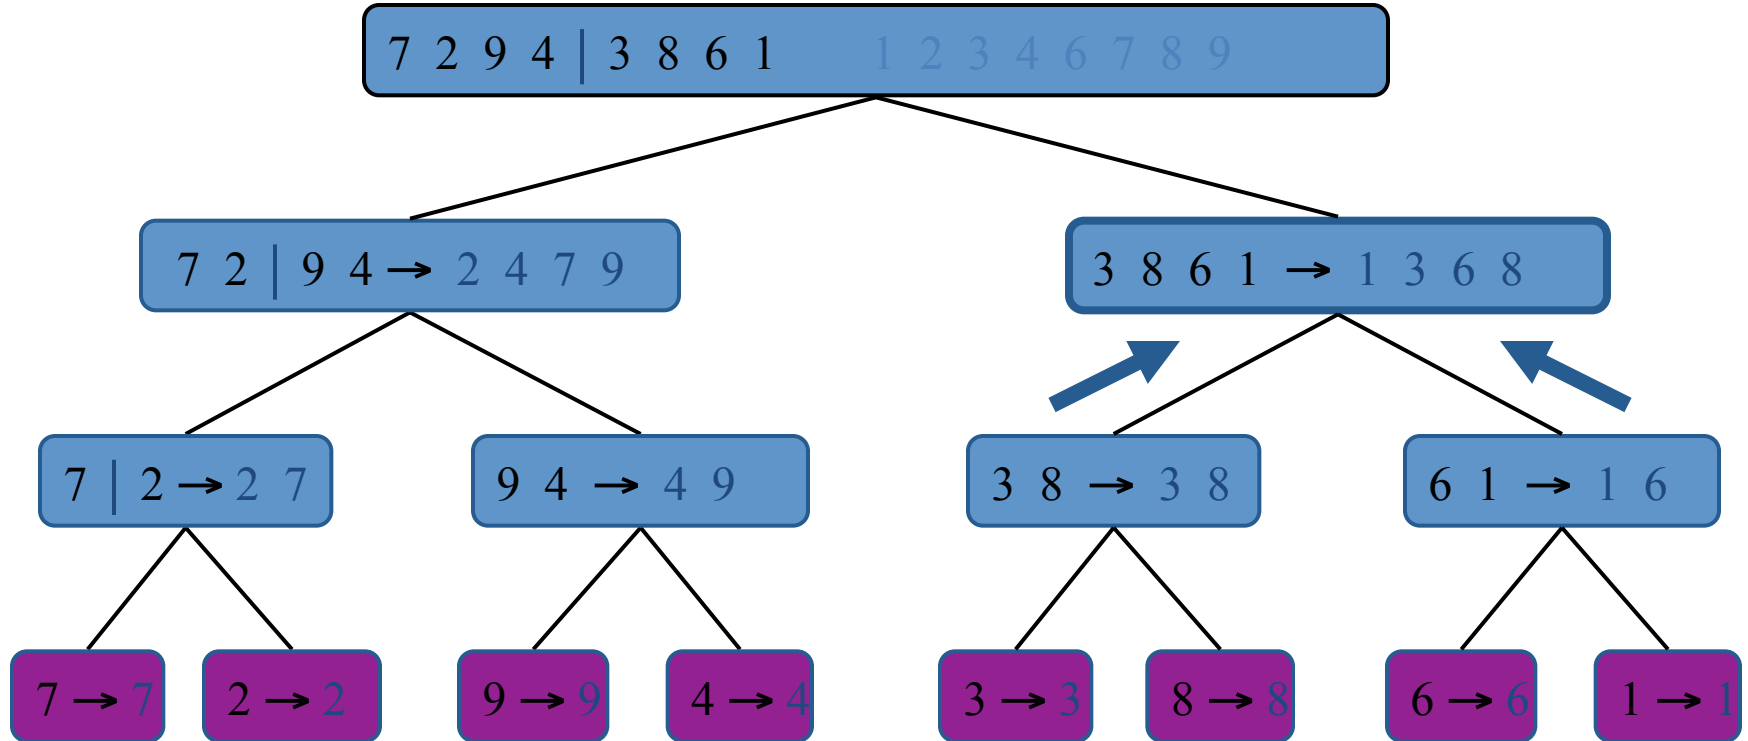 7 2 9 4 | 3 8 6 1 1 2 3 4 6 7 8 9
7 2 | 9 4 → 2 4 7 9
3 8 6 1 → 1 3 6 8
7 | 2 → 2 7
9 4 → 4 9
3 8 → 3 8
6 1 → 1 6
7 → 7
2 → 2
9 → 9
4 → 4
3 → 3
8 → 8
6 → 6
1 → 1